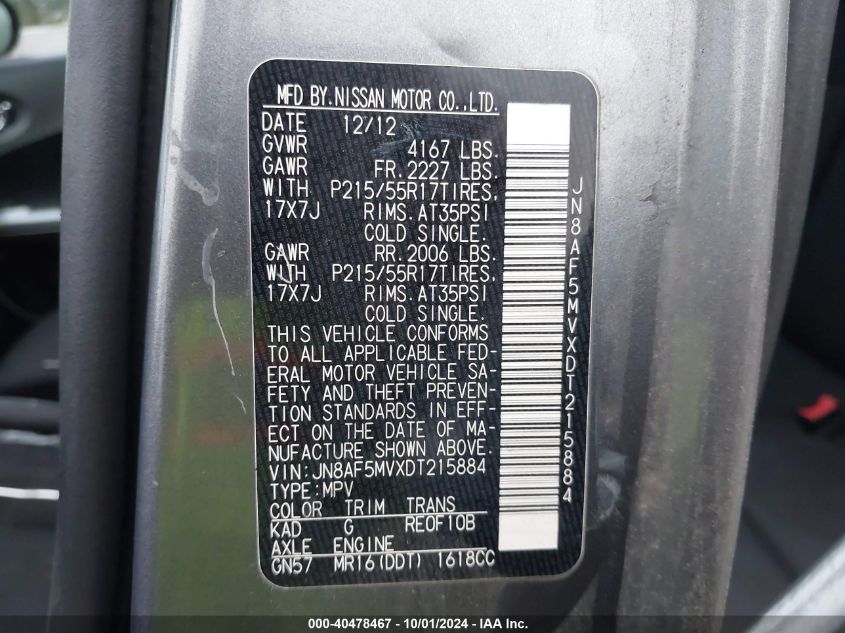 MFD BY.NISSAN MOTOR CO.,LTD.
DATE 12/12
GVWR 4167 LBS.
GAWR FR.2227 LBS.
WITH P215/55R17TIRES,
17X7J RIMS.AT35PSI
COLD SINGLE.
GAWR RR.2006 LBS.
WITH P215/55R17TIRES,
17X7J RIMS.AT35PSI
COLD SINGLE.
THIS VEHICLE CONFORMS
TO ALL APPLICABLE FED-
ERAL MOTOR VEHICLE SA-
FETY AND THEFT PREVEN-
TION STANDARDS IN EFF-
ECT ON THE DATE OF MA-
NUFACTURE SHOWN ABOVE.
VIN:JN8AF5MVXDT215884
TYPE:MPV
COLOR TRIM TRANS
KAD G RE0F10B
AXLE ENGINE
GN57 MR16(DDT) 1618CC
JN8AF5MVXDT215884
000-40478467 - 10/01/2024 - www.iaai.com